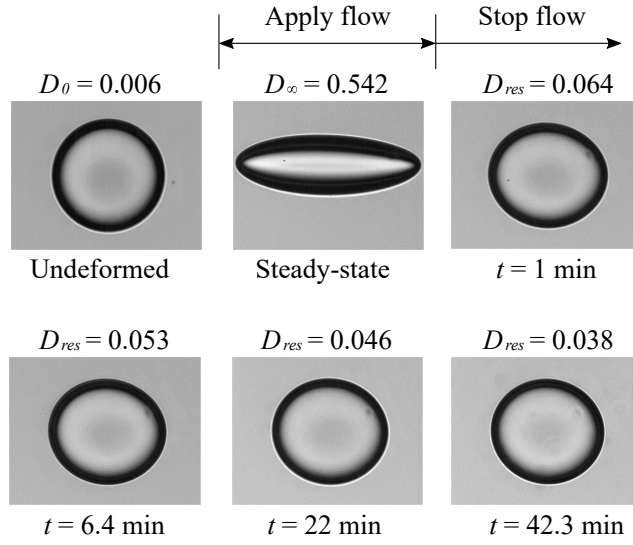 Apply flow
Stop flow
D₀ = 0.006
D∞ = 0.542
Dres = 0.064
Undeformed
Steady-state
t = 1 min
Dres = 0.053
Dres = 0.046
Dres = 0.038
t = 6.4 min
t = 22 min
t = 42.3 min